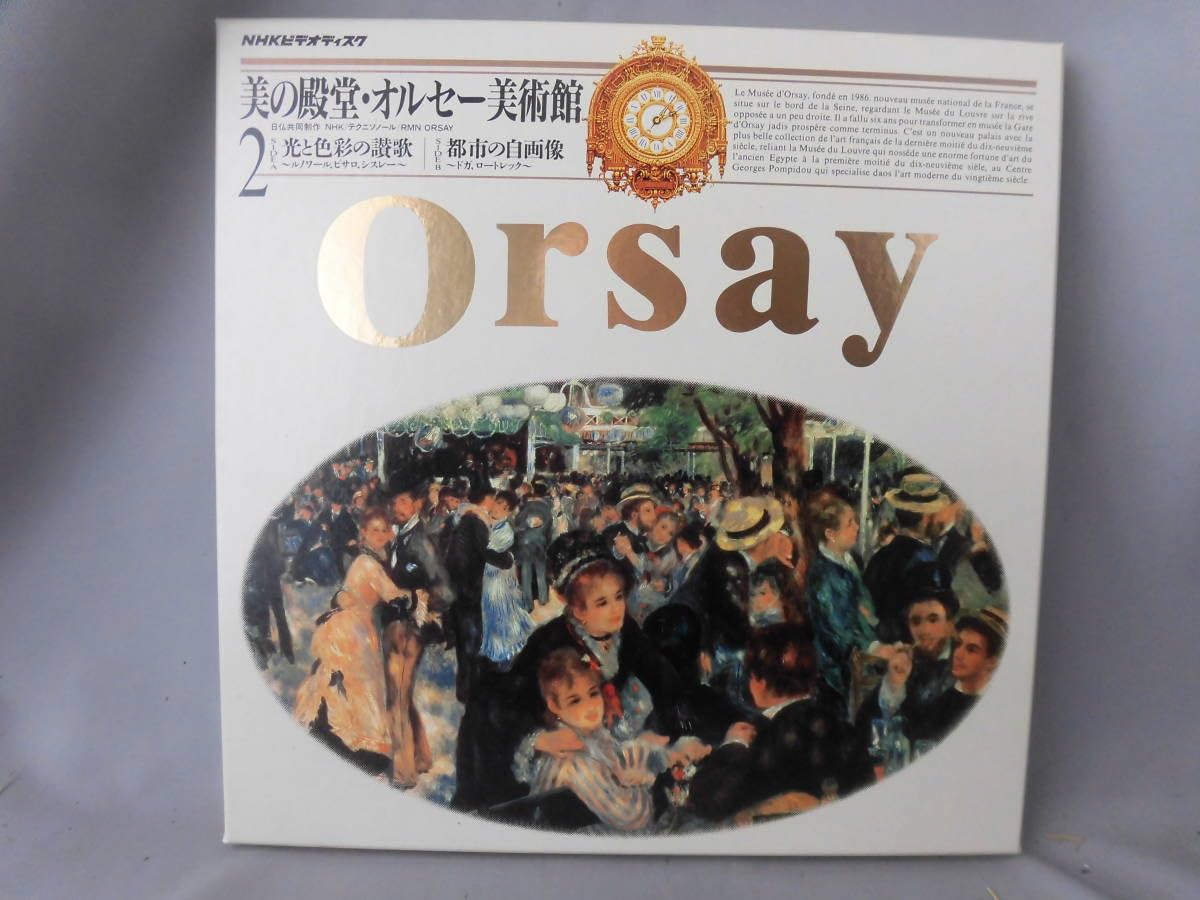 NHKビデオディスク
美の殿堂・オルセー美術館
日仏共同制作 NHK/テクニソノール/RMN ORSAY
2
SIDE A 光と色彩の讃歌
〜ルノワール,ピサロ,シスレー〜
SIDE B 都市の自画像
〜ドガ,ロートレック〜
Le Musée d'Orsay, fondé en 1986. nouveau musée national de la France, se
situe sur le bord de la Seine, regardant le Musée du Louvre sur la rive
opposée a un peu droite. Il a fallu six ans pour transformer en musée la Gare
d'Orsay jadis prospère comme terminus. C'est un nouveau palais avec la
plus belle collection de l'art français de la dernière moitié du dix-neuvième
siècle, reliant la Musée du Louvre qui nossède une enorme fortune d'art du
l'ancien Egypte à la première moitié du dix-neuvième sièle, au Centre
Georges Pompidou qui specialise daos l'art moderne du vingtième siècle.
Orsay